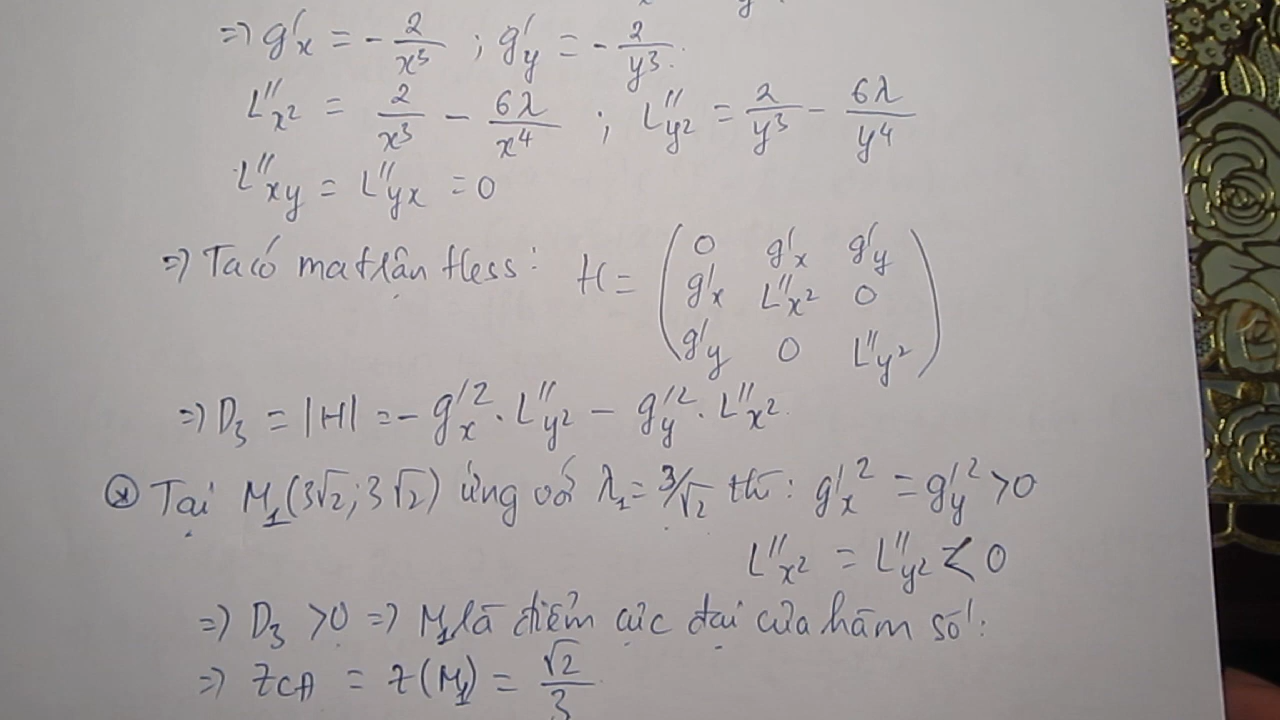 => g'x = - 2/x³ ; g'y = - 2/y³.
L''x² = 2/x³ - 6λ/x⁴ ; L''y² = 2/y³ - 6λ/y⁴
L''xy = L''yx = 0
=> Ta có ma trận Hess: H = ( 0 g'x g'y
g'x L''x² 0
g'y 0 L''y² )
=> D₃ = |H| = - g'x² . L''y² - g'y² . L''x².
* Tại M₁(3√2; 3√2) ứng với λ₁ = 3/√2 thì: g'x² = g'y² > 0
L''x² = L''y² < 0
=> D₃ > 0 => M₁ là điểm cực đại của hàm số:
=> ZCĐ = Z(M₁) = √2/3